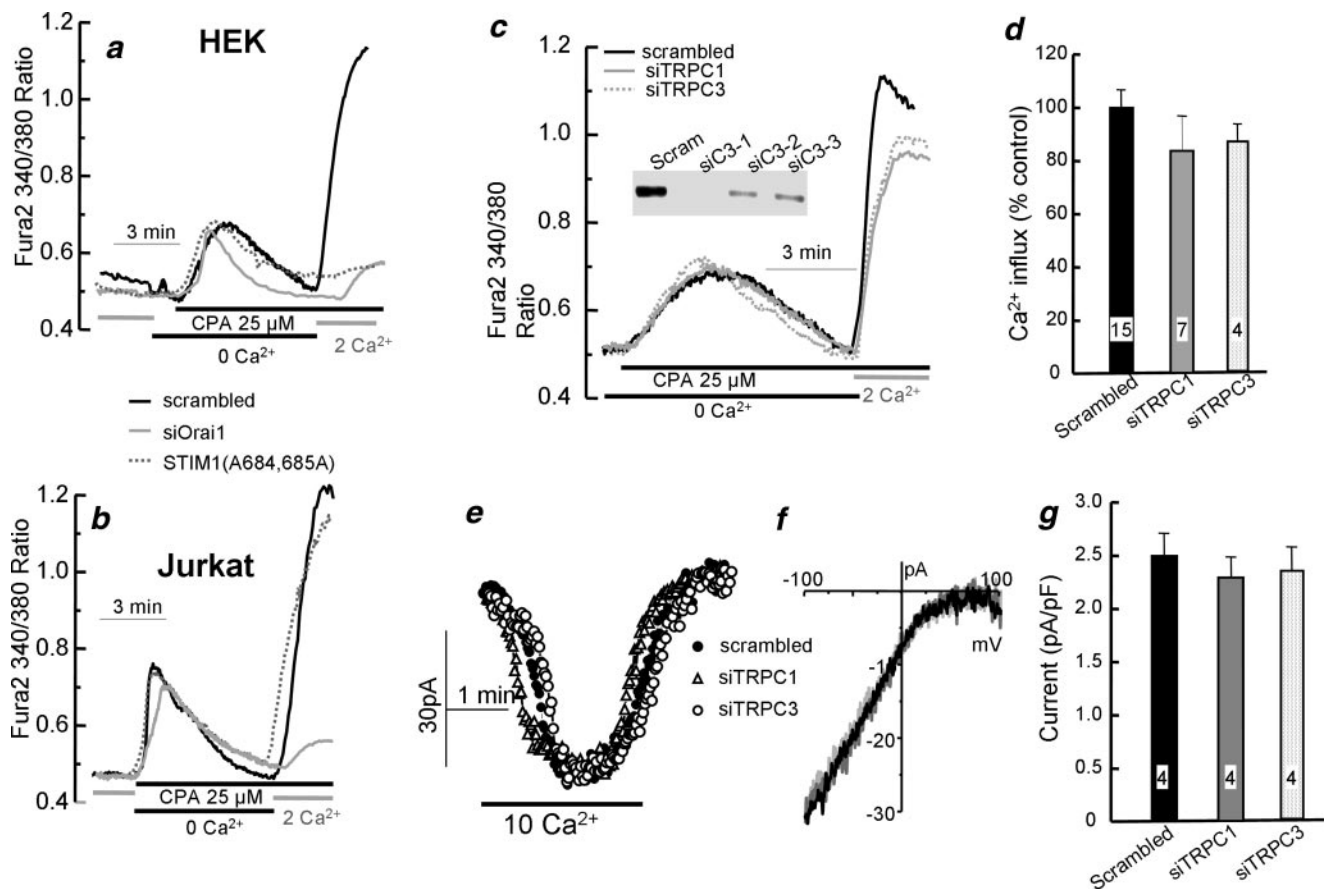 a
HEK
Fura2 340/380 Ratio
1.2
1.0
0.8
0.6
0.4
3 min
CPA 25 µM
0 Ca²⁺
2 Ca²⁺
scrambled
siOrai1
STIM1(A684,685A)
b
Jurkat
Fura2 340/380 Ratio
1.2
1.0
0.8
0.6
0.4
3 min
CPA 25 µM
0 Ca²⁺
2 Ca²⁺
c
scrambled
siTRPC1
siTRPC3
Fura2 340/380
Ratio
1.2
1.0
0.8
0.6
0.4
Scram
siC3-1
siC3-2
siC3-3
3 min
CPA 25 µM
0 Ca²⁺
2 Ca²⁺
d
Ca²⁺ influx (% control)
120
100
80
60
40
20
0
15
7
4
Scrambled
siTRPC1
siTRPC3
e
30pA
1 min
scrambled
siTRPC1
siTRPC3
10 Ca²⁺
f
-100
pA
100
mV
-10
-20
-30
g
Current (pA/pF)
3.0
2.5
2.0
1.5
1.0
0.5
0.0
4
4
4
Scrambled
siTRPC1
siTRPC3